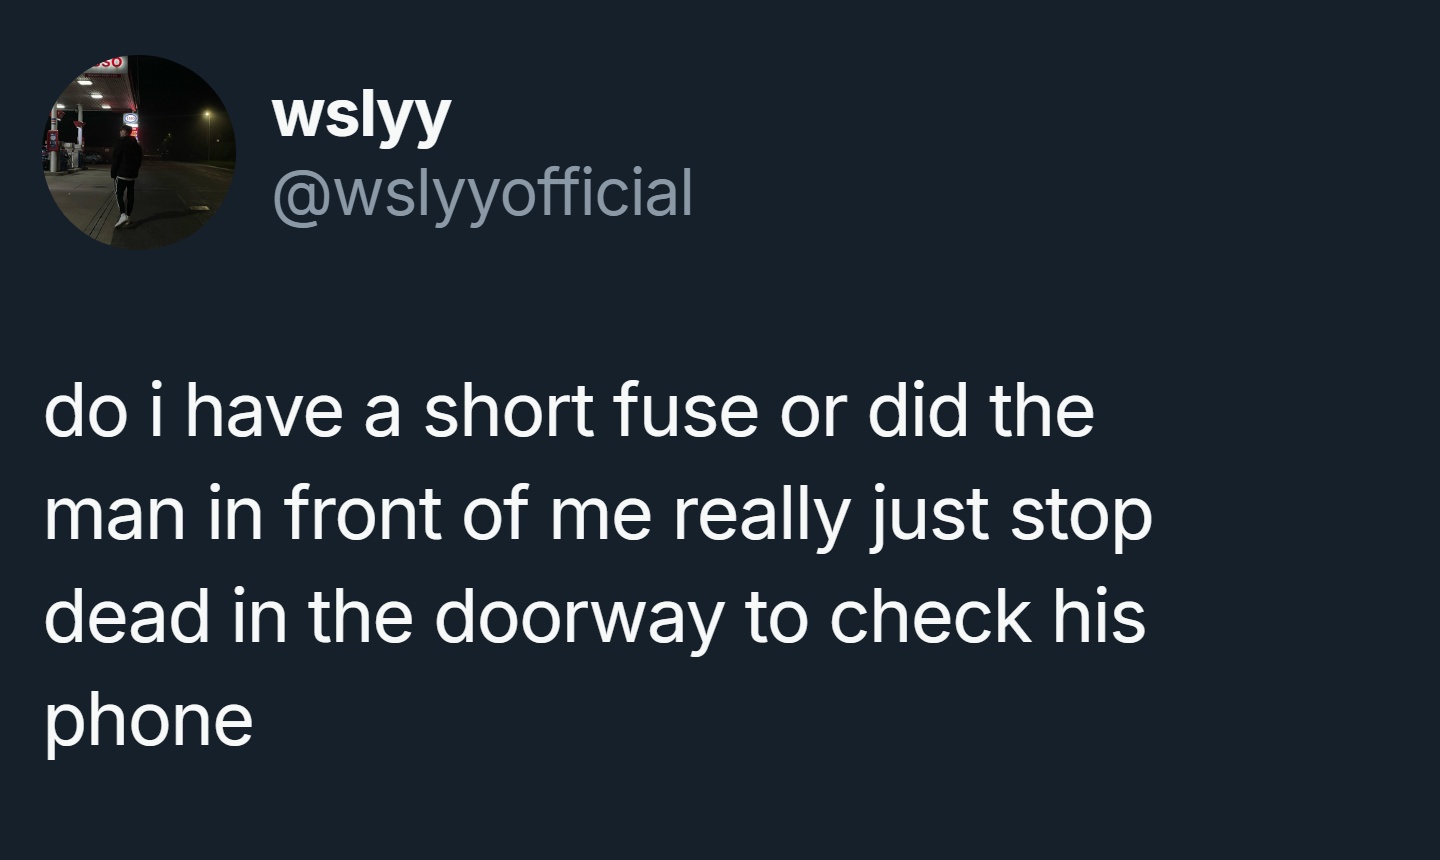 wslyy
@wslyyofficial
do i have a short fuse or did the
man in front of me really just stop
dead in the doorway to check his
phone